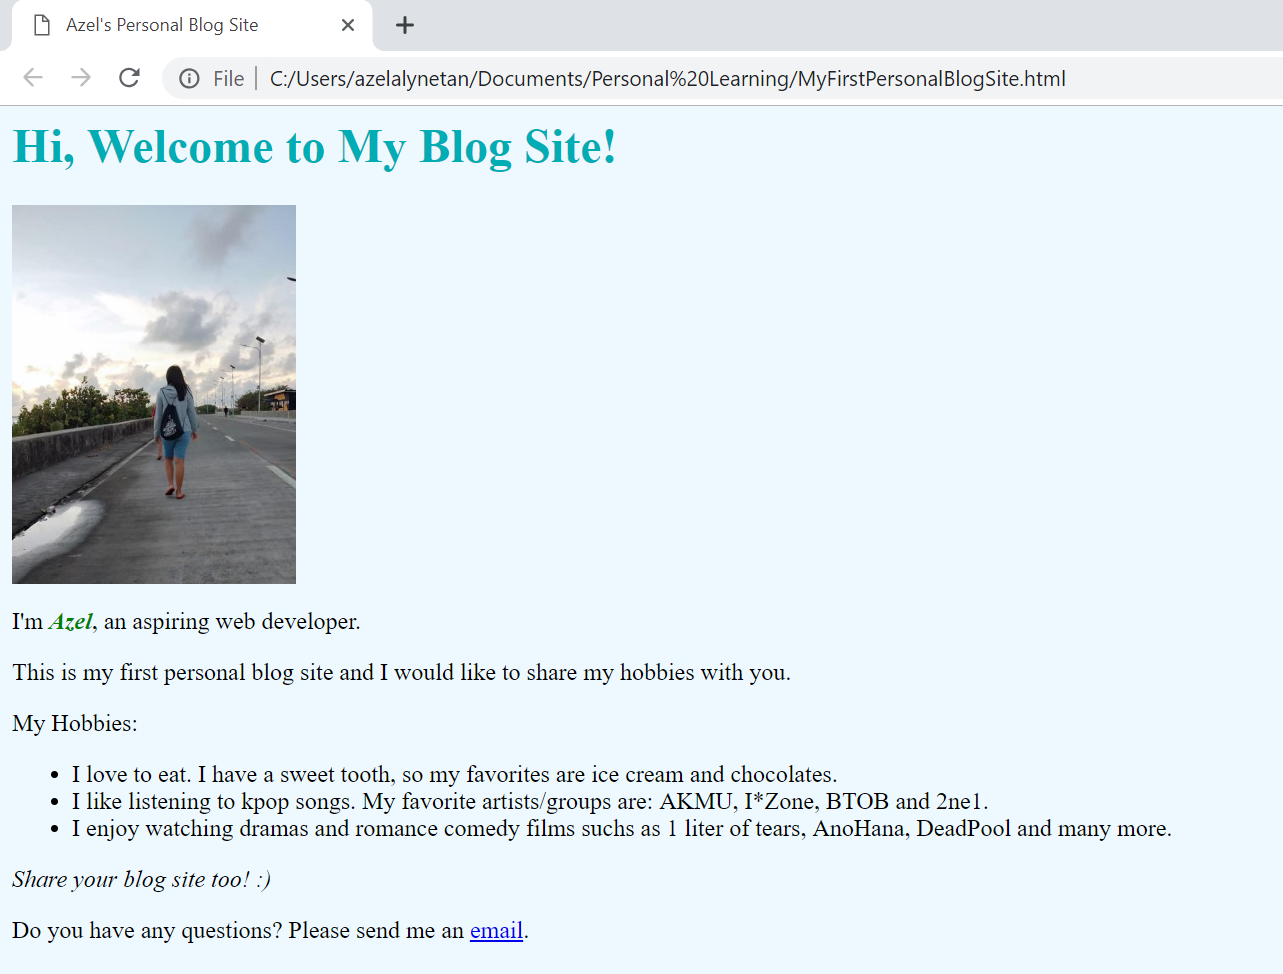 Azel's Personal Blog Site
File | C:/Users/azelalynetan/Documents/Personal%20Learning/MyFirstPersonalBlogSite.html
Hi, Welcome to My Blog Site!
I'm Azel, an aspiring web developer.
This is my first personal blog site and I would like to share my hobbies with you.
My Hobbies:
• I love to eat. I have a sweet tooth, so my favorites are ice cream and chocolates.
• I like listening to kpop songs. My favorite artists/groups are: AKMU, I*Zone, BTOB and 2ne1.
• I enjoy watching dramas and romance comedy films suchs as 1 liter of tears, AnoHana, DeadPool and many more.
Share your blog site too! :)
Do you have any questions? Please send me an email.